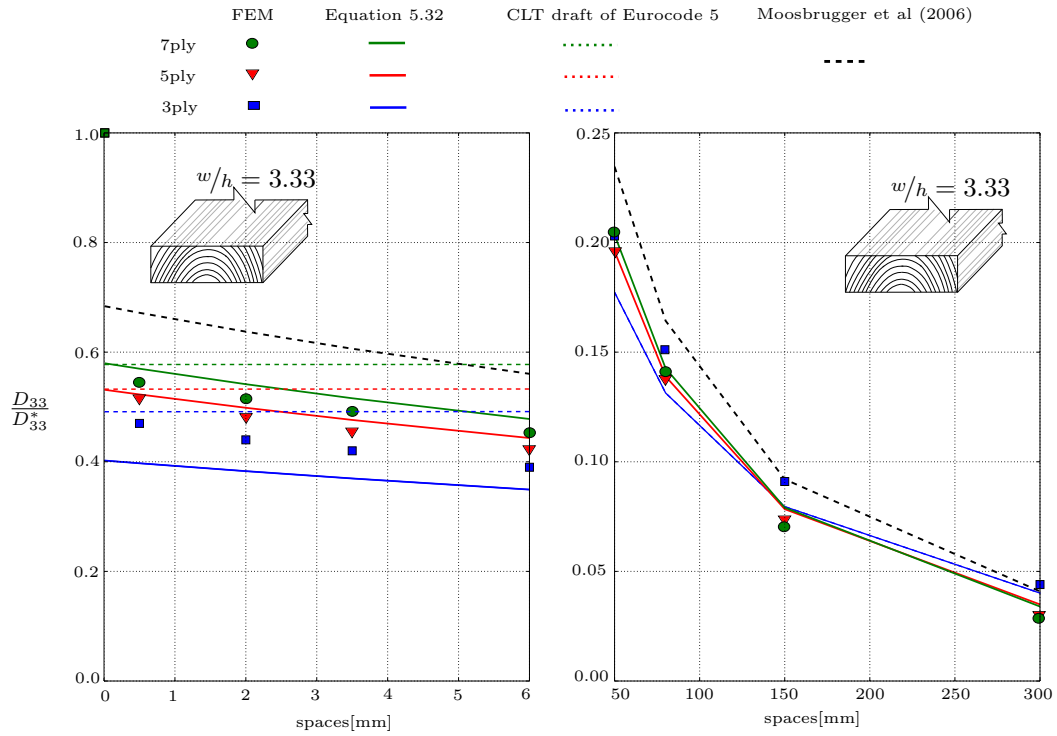 FEM Equation 5.32 CLT draft of Eurocode 5 Moosbrugger et al (2006)
7ply
5ply
3ply
1.0
0.8
0.6
0.4
0.2
0.0
D33
D*33
w/h = 3.33
0 1 2 3 4 5 6
spaces[mm]
0.25
0.20
0.15
0.10
0.05
0.00
w/h = 3.33
50 100 150 200 250 300
spaces[mm]